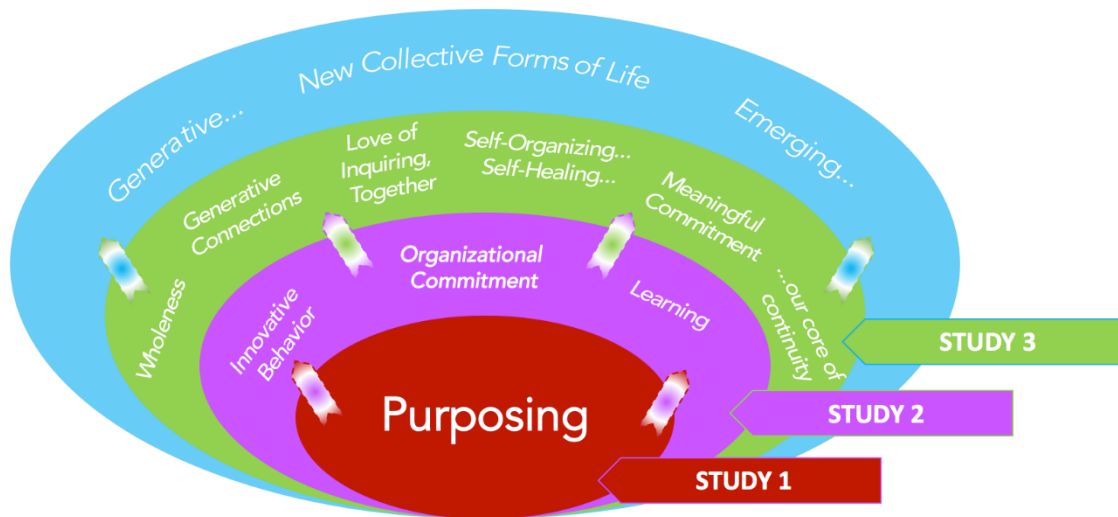 New Collective Forms of Life
Generative...
Emerging...
Love of
Inquiring,
Together
Self-Organizing...
Self-Healing...
Generative
Connections
Meaningful
Commitment
Wholeness
...our core of
continuity
Organizational
Commitment
Innovative
Behavior
Learning
Purposing
STUDY 3
STUDY 2
STUDY 1